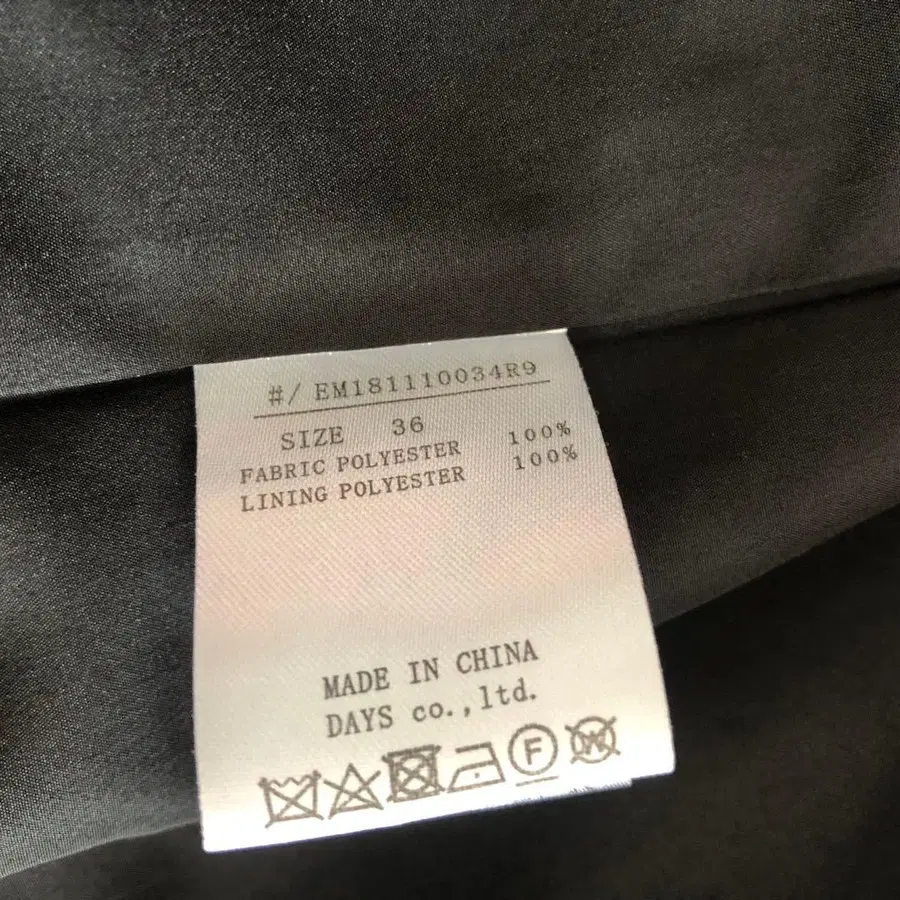 #/ EM181110034R9
SIZE 36
FABRIC POLYESTER 100%
LINING POLYESTER 100%
MADE IN CHINA
DAYS co.,ltd.
F W